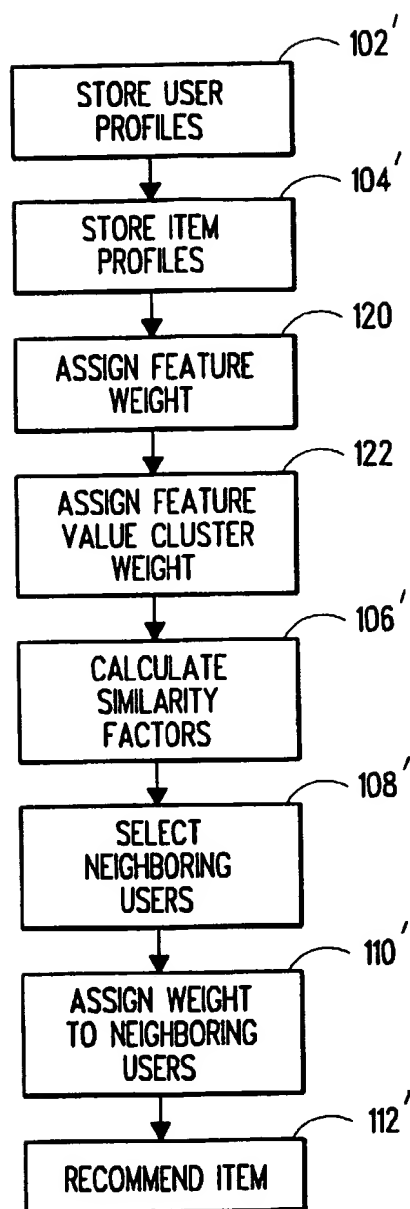 102'
STORE USER
PROFILES
104'
STORE ITEM
PROFILES
120
ASSIGN FEATURE
WEIGHT
122
ASSIGN FEATURE
VALUE CLUSTER
WEIGHT
106'
CALCULATE
SIMILARITY
FACTORS
108'
SELECT
NEIGHBORING
USERS
110'
ASSIGN WEIGHT
TO NEIGHBORING
USERS
112'
RECOMMEND ITEM